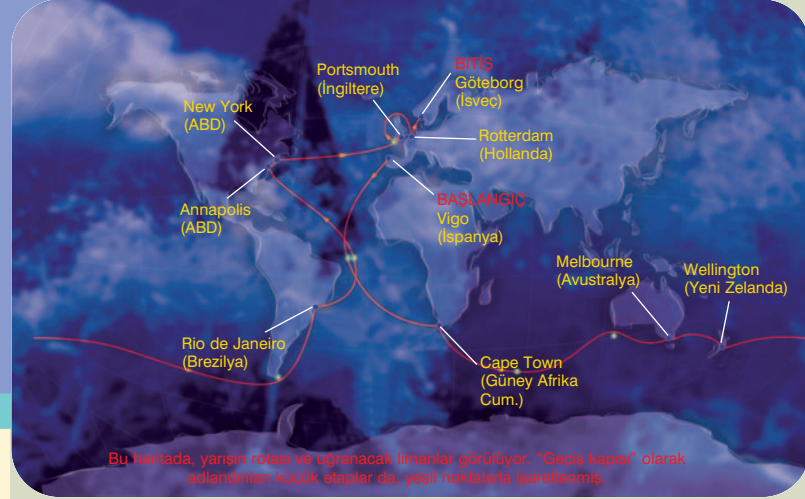 BİTİŞ
Göteborg
(İsveç)
Portsmouth
(İngiltere)
New York
(ABD)
Rotterdam
(Hollanda)
Annapolis
(ABD)
BAŞLANGIÇ
Vigo
(İspanya)
Melbourne
(Avustralya)
Wellington
(Yeni Zelanda)
Rio de Janeiro
(Brezilya)
Cape Town
(Güney Afrika
Cum.)
Bu haritada, yarışın rotası ve uğranacak limanlar görülüyor. "Geçiş kapısı" olarak
adlandırılan küçük etaplar da, yeşil noktalarla işaretlenmiş.